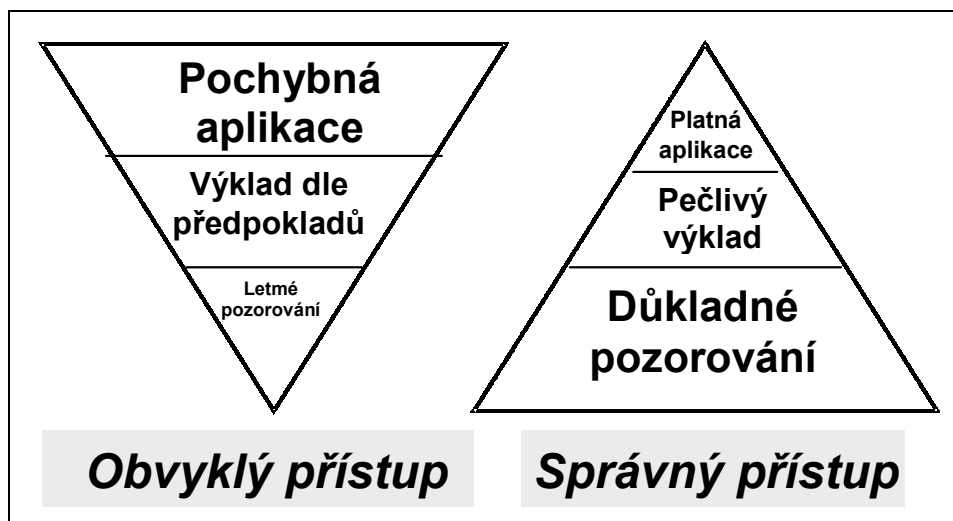 Pochybná
aplikace
Výklad dle
předpokladů
Letmé
pozorování
Obvyklý přístup
Platná
aplikace
Pečlivý
výklad
Důkladné
pozorování
Správný přístup